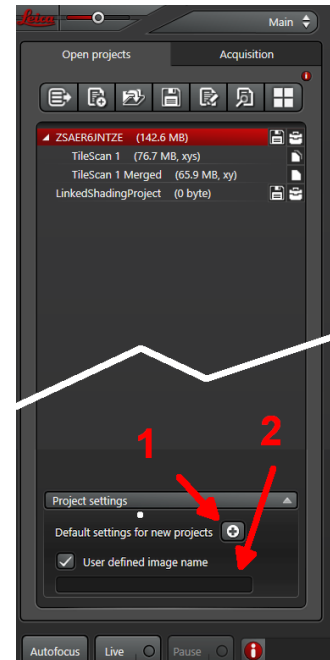 Leica
Main
Open projects
Acquisition
ZSAER6JNTZE (142.6 MB)
TileScan 1 (76.7 MB, xys)
TileScan 1 Merged (65.9 MB, xy)
LinkedShadingProject (0 byte)
1
2
Project settings
Default settings for new projects
User defined image name
Autofocus
Live
Pause